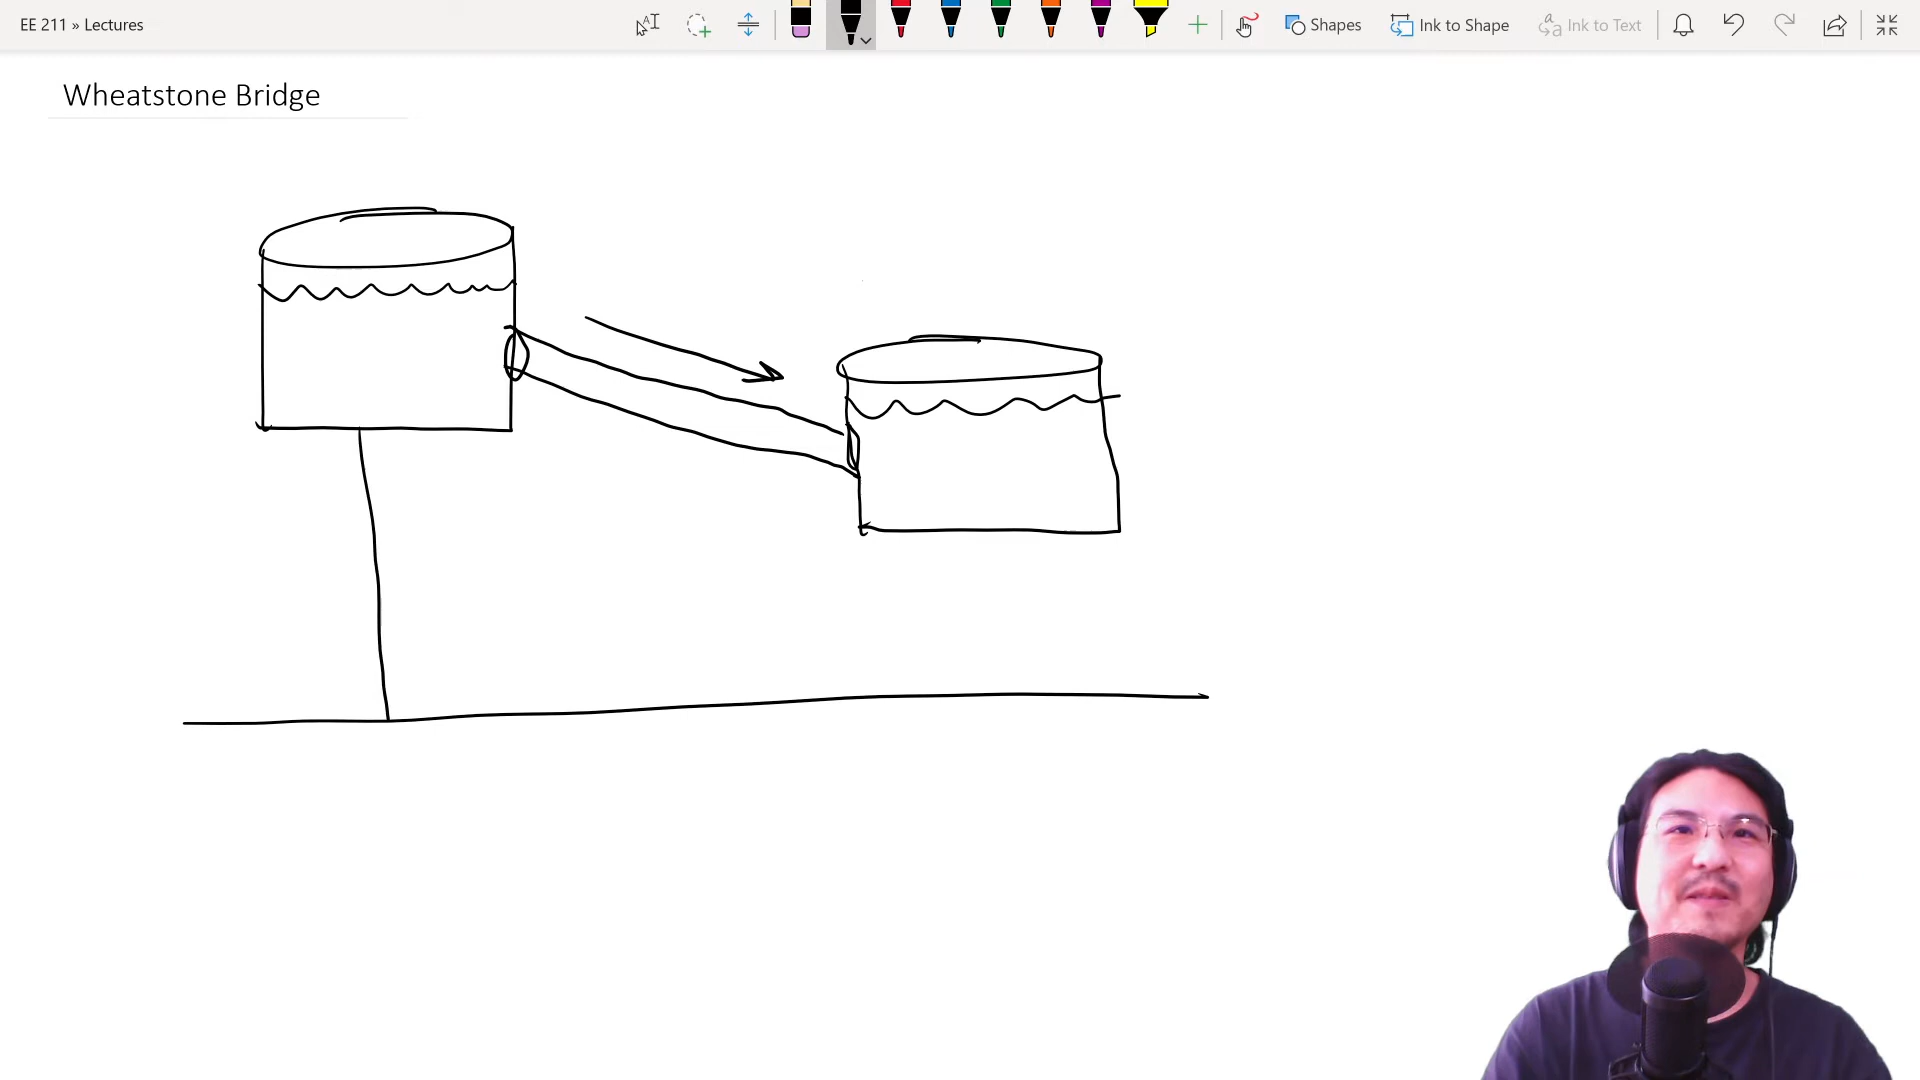 EE 211 » Lectures
Shapes
Ink to Shape
Ink to Text
Wheatstone Bridge